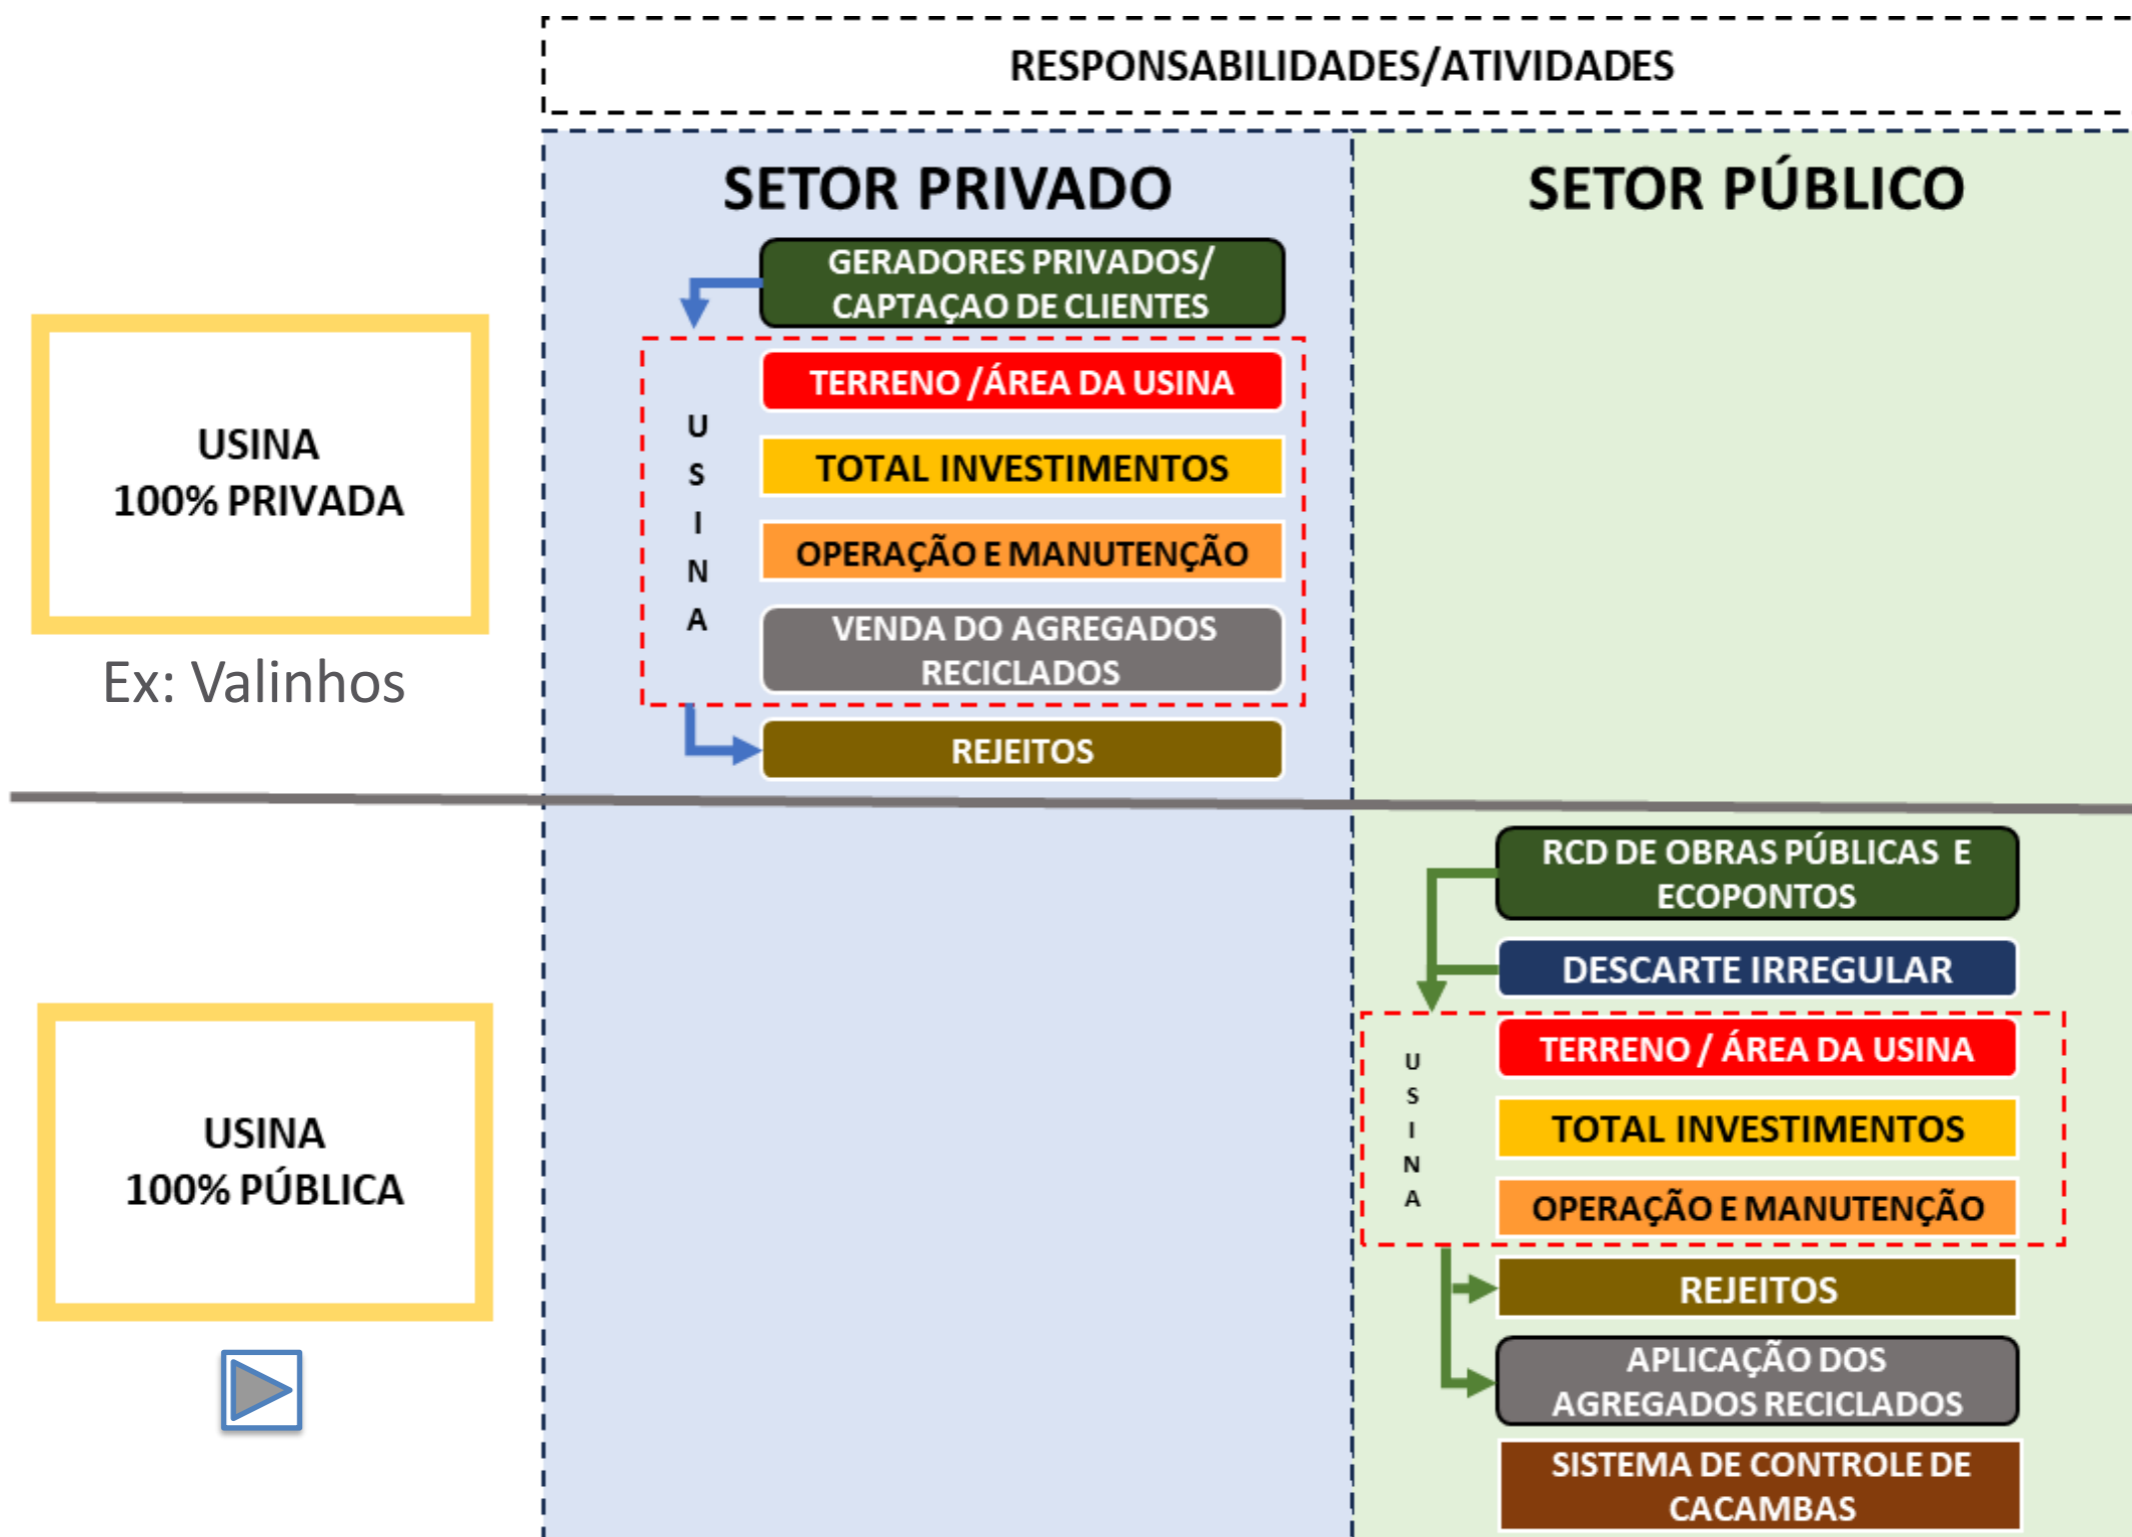 RESPONSABILIDADES/ATIVIDADES
SETOR PRIVADO
SETOR PÚBLICO
USINA
100% PRIVADA
Ex: Valinhos
GERADORES PRIVADOS/
CAPTAÇAO DE CLIENTES
U
S
I
N
A
TERRENO /ÁREA DA USINA
TOTAL INVESTIMENTOS
OPERAÇÃO E MANUTENÇÃO
VENDA DO AGREGADOS
RECICLADOS
REJEITOS
USINA
100% PÚBLICA
RCD DE OBRAS PÚBLICAS E
ECOPONTOS
DESCARTE IRREGULAR
U
S
I
N
A
TERRENO / ÁREA DA USINA
TOTAL INVESTIMENTOS
OPERAÇÃO E MANUTENÇÃO
REJEITOS
APLICAÇÃO DOS
AGREGADOS RECICLADOS
SISTEMA DE CONTROLE DE
CACAMBAS